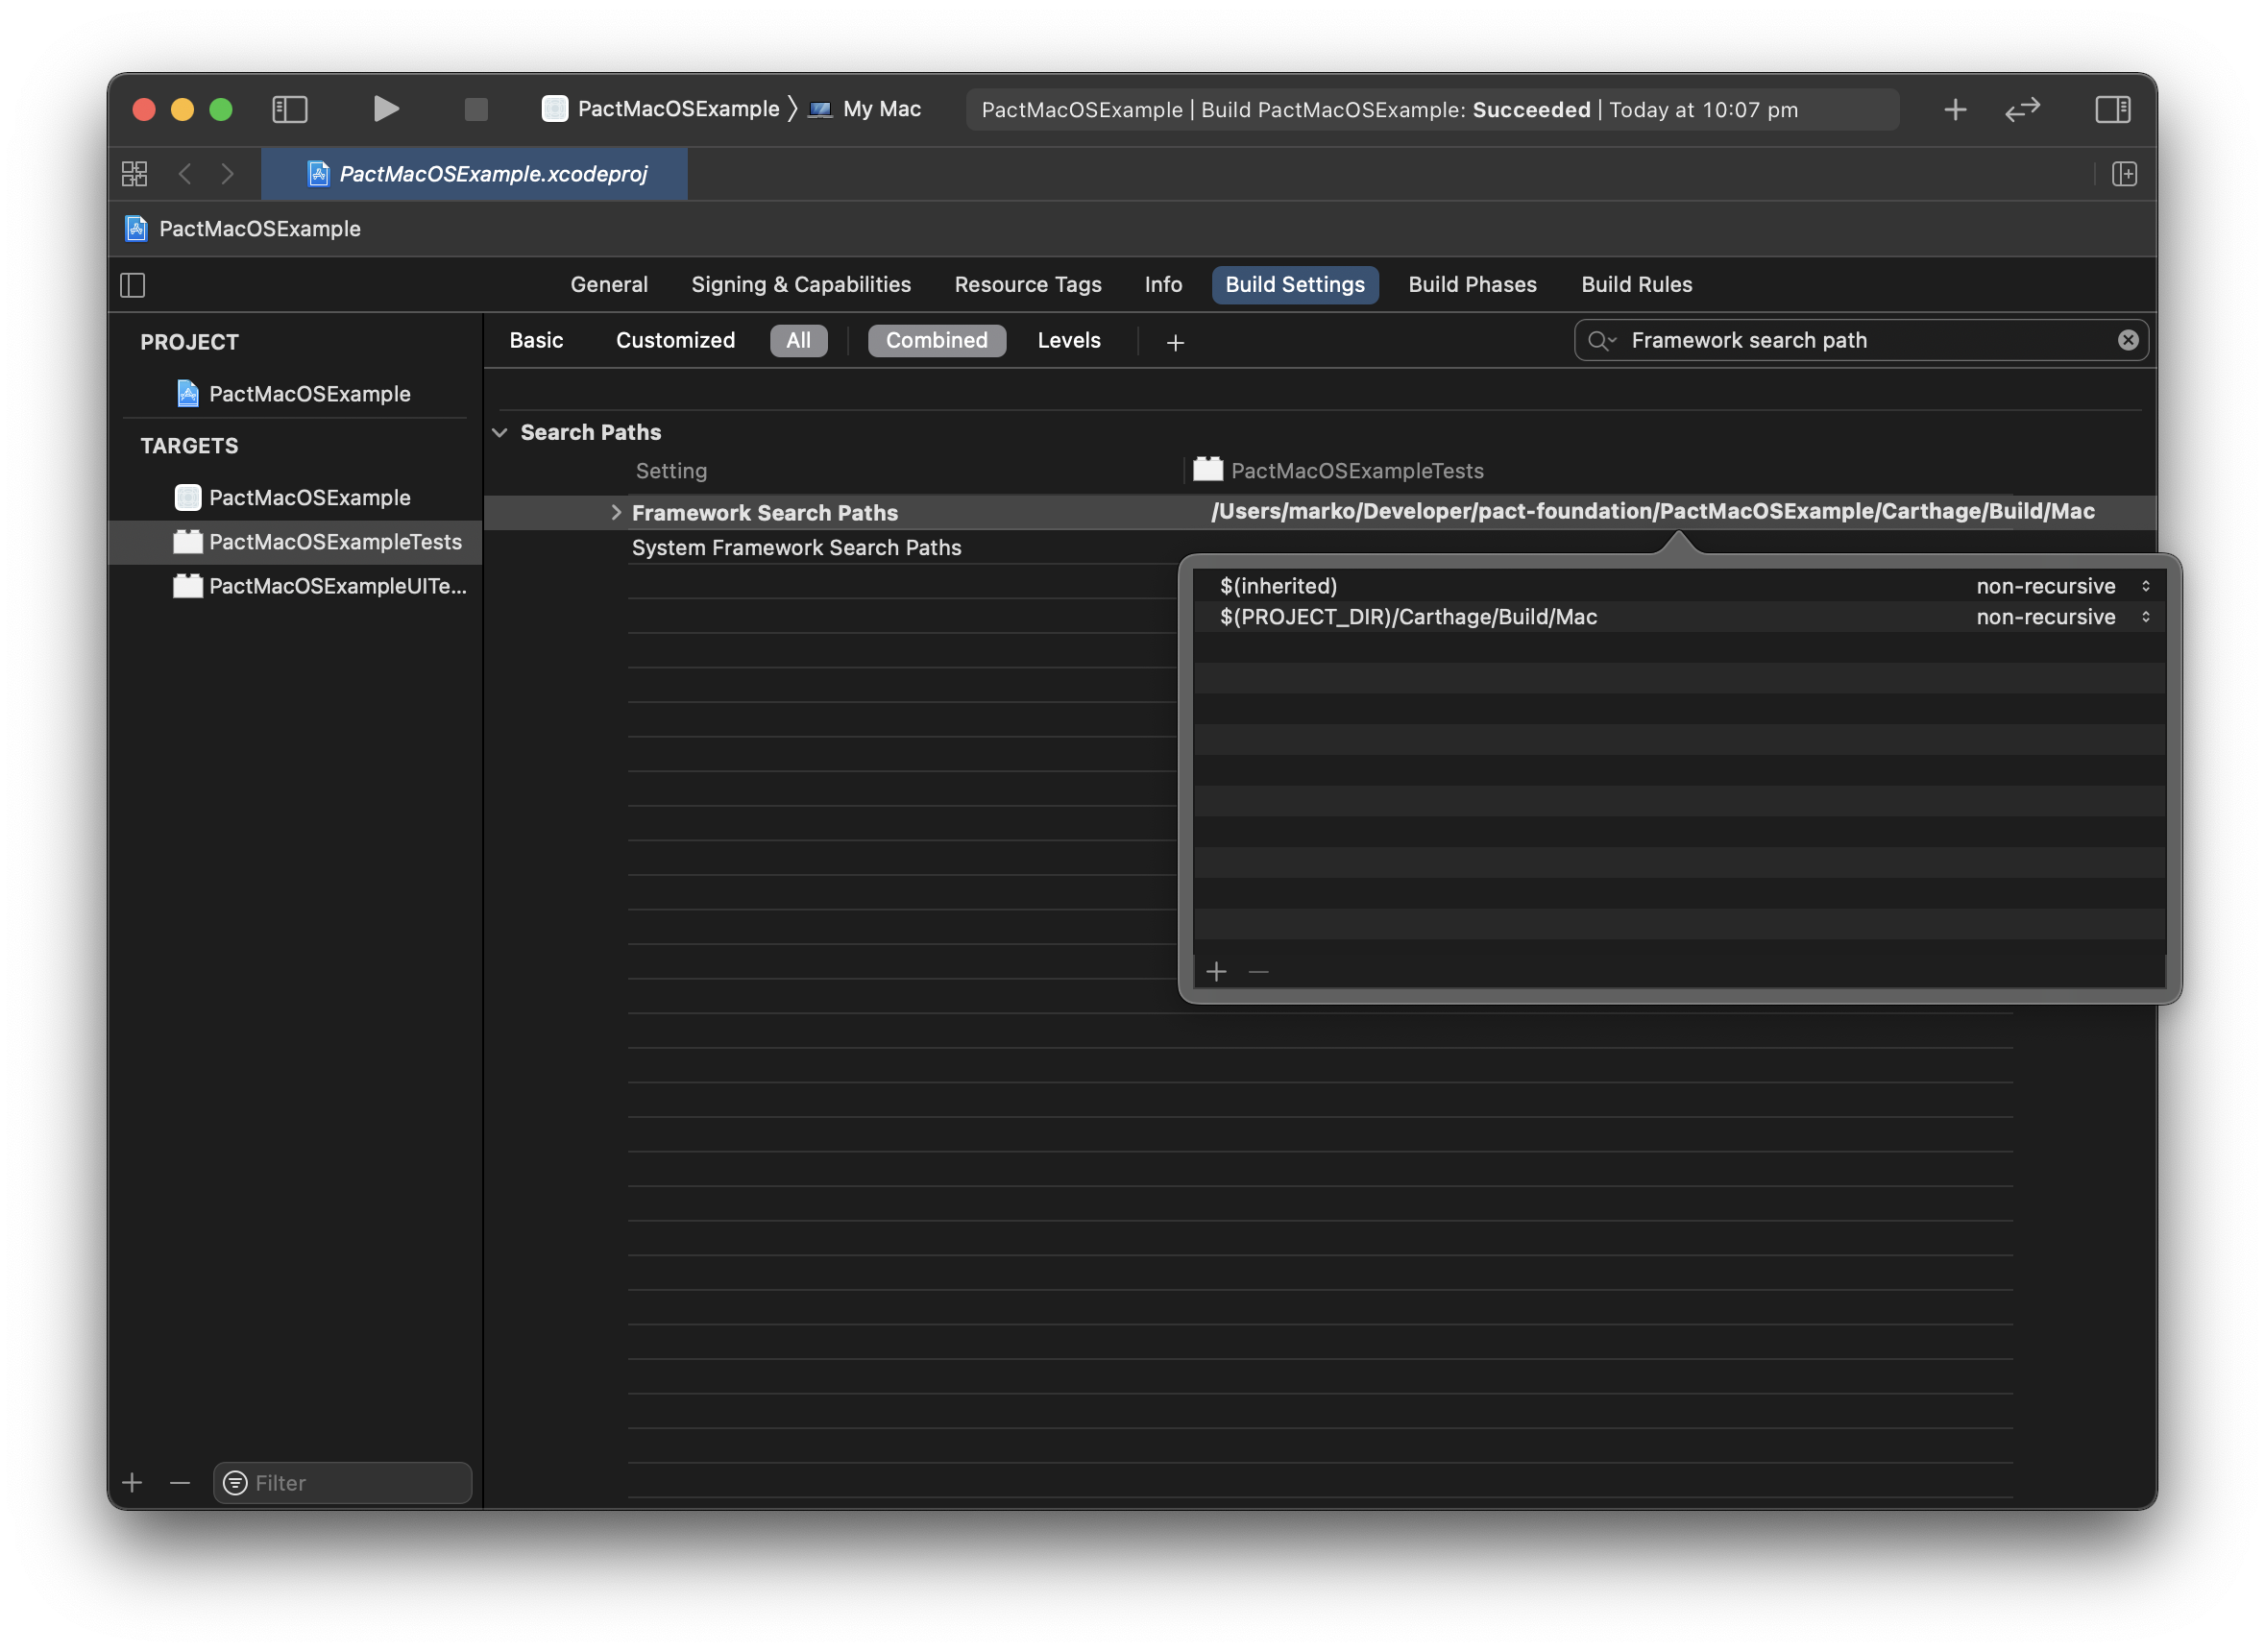 PactMacOSExample 〉 My Mac
PactMacOSExample | Build PactMacOSExample: Succeeded | Today at 10:07 pm
PactMacOSExample.xcodeproj
PactMacOSExample
General Signing & Capabilities Resource Tags Info Build Settings Build Phases Build Rules
PROJECT
PactMacOSExample
TARGETS
PactMacOSExample
PactMacOSExampleTests
PactMacOSExampleUITe...
Basic Customized All Combined Levels
Framework search path
Search Paths
Setting PactMacOSExampleTests
Framework Search Paths /Users/marko/Developer/pact-foundation/PactMacOSExample/Carthage/Build/Mac
System Framework Search Paths
$(inherited) non-recursive
$(PROJECT_DIR)/Carthage/Build/Mac non-recursive
Filter